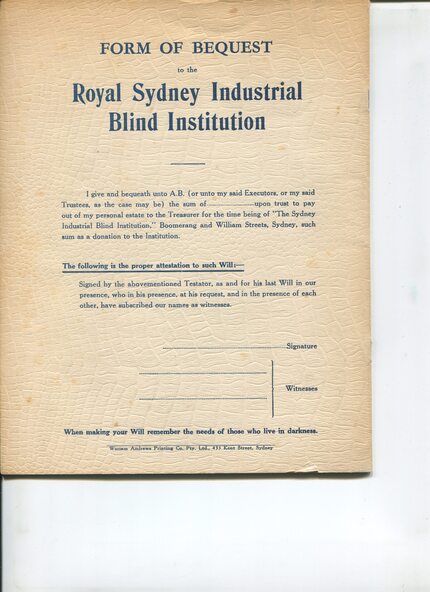 FORM OF BEQUEST
to the
Royal Sydney Industrial
Blind Institution
I give and bequeath unto A.B. (or unto my said Executors, or my said
Trustees, as the case may be) the sum of ........................upon trust to pay
out of my personal estate to the Treasurer for the time being of "The Sydney
Industrial Blind Institution," Boomerang and William Streets, Sydney, such
sum as a donation to the Institution.
The following is the proper attestation to such Will:—
Signed by the abovementioned Testator, as and for his last Will in our
presence, who in his presence, at his request, and in the presence of each
other, have subscribed our names as witnesses.
Signature
Witnesses
When making your Will remember the needs of those who live in darkness.
Waterss Andrews Printing Co. Pty. Ltd., 433 Kent Street, Sydney